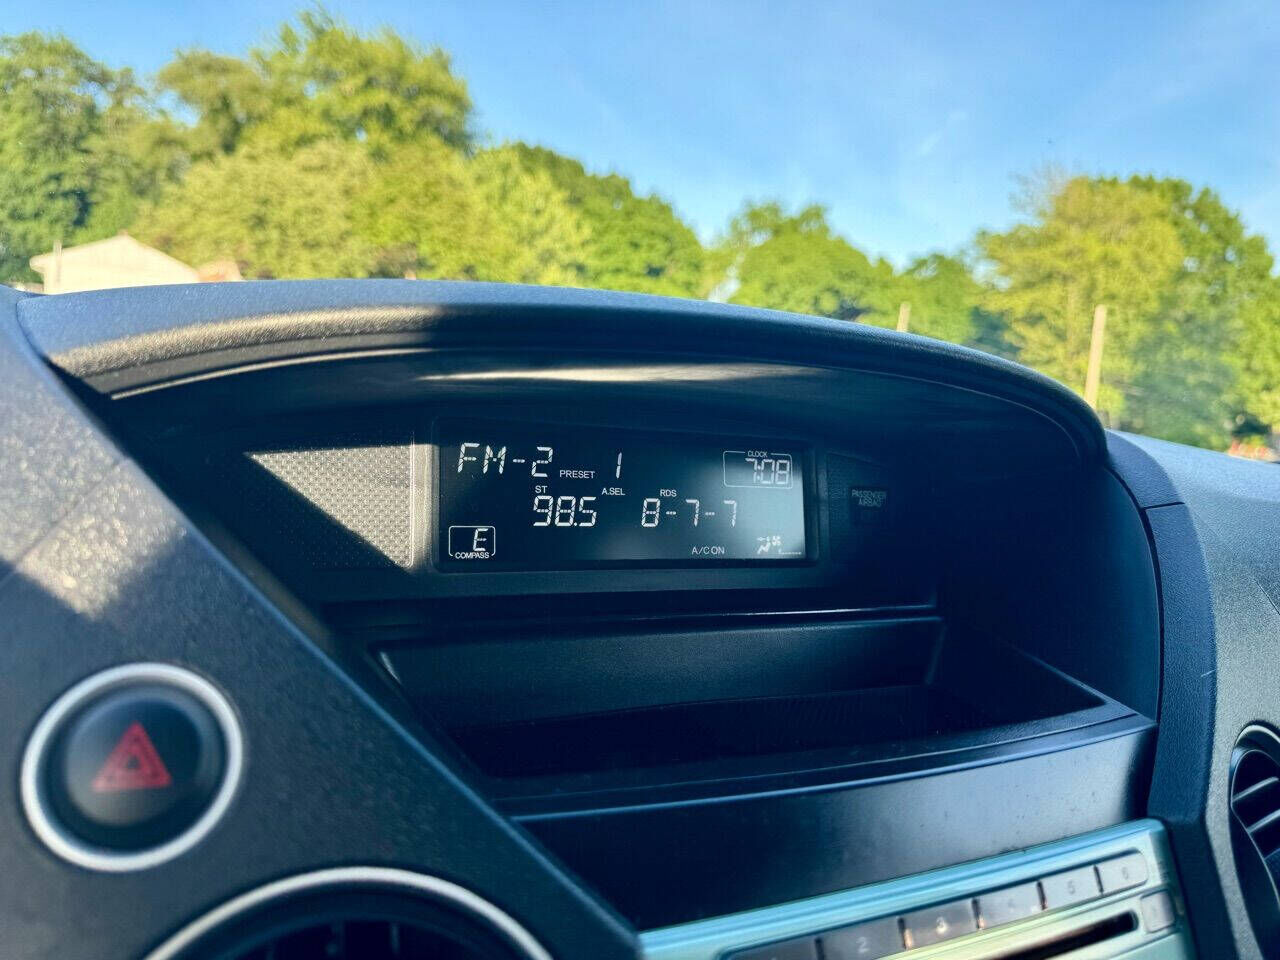 FM-2 PRESET 1
CLOCK
7:08
ST A.SEL RDS
98.5 8-7-7
E
COMPASS
A/C ON
PASSENGER
AIRBAG
2 3 4 5 6